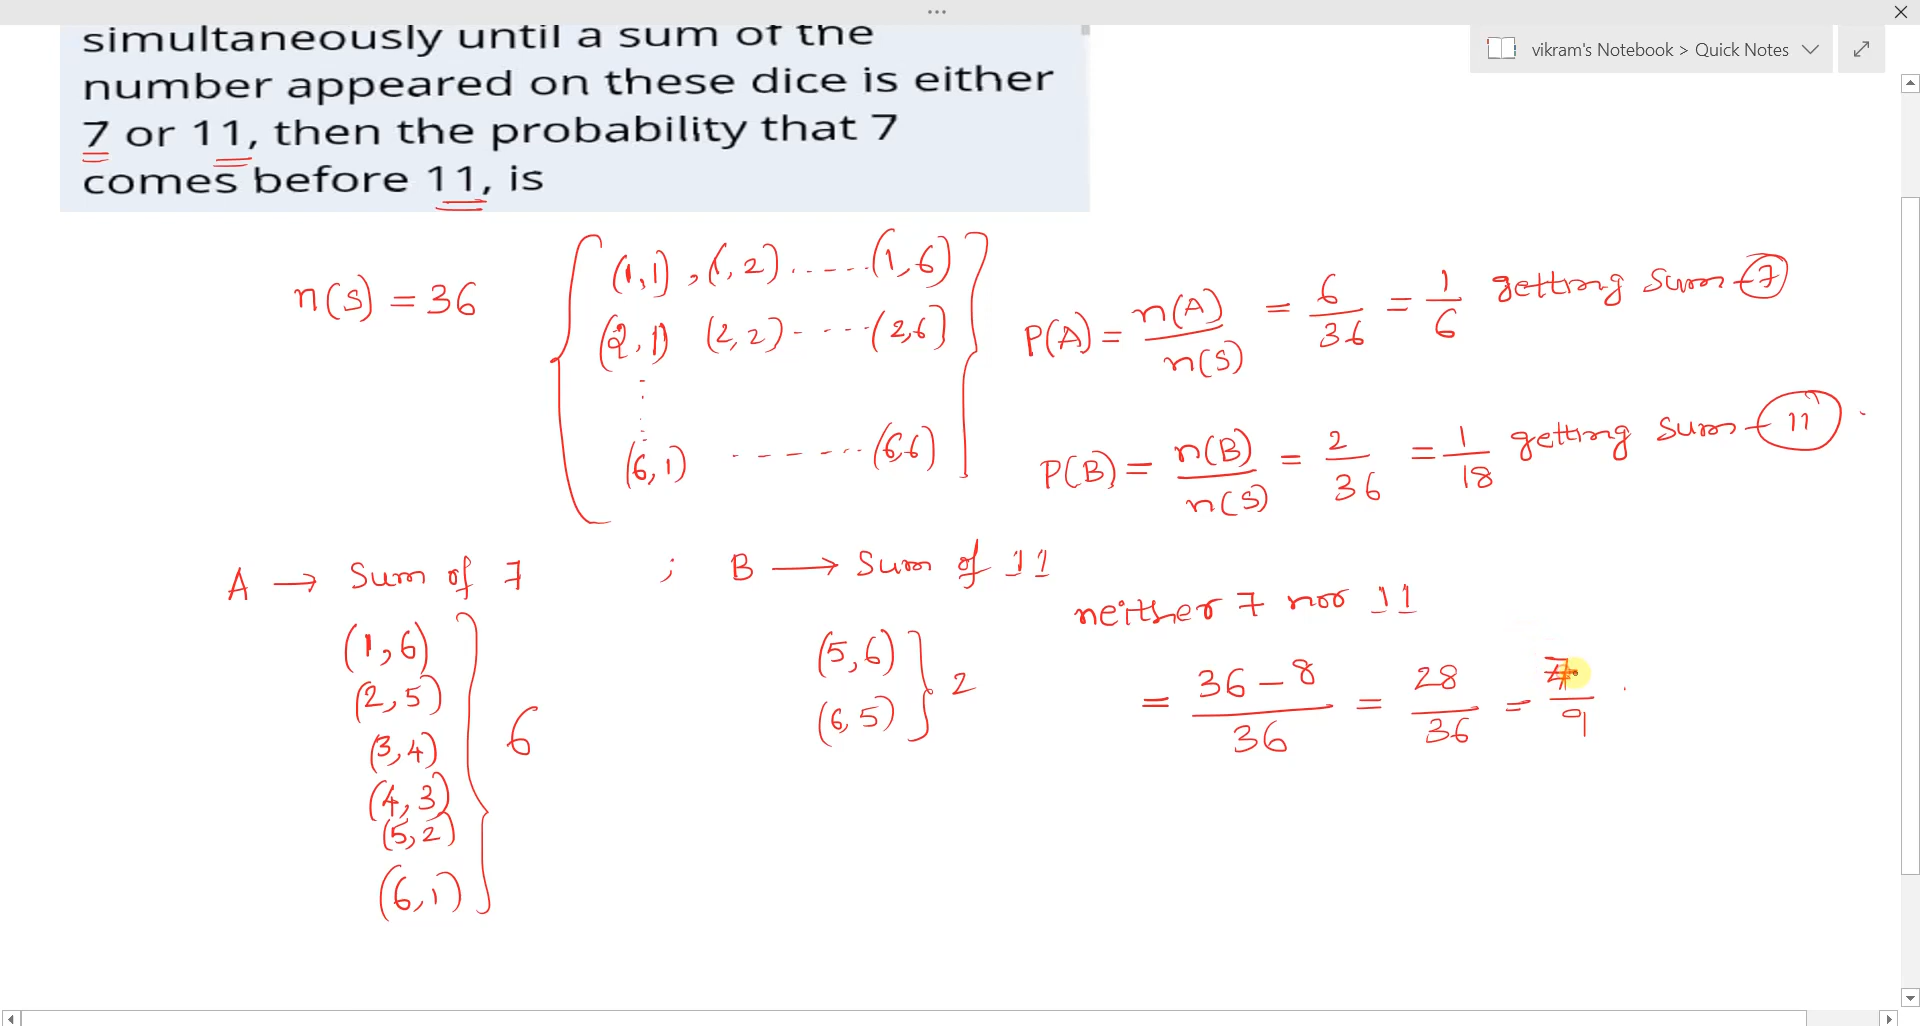 simultaneously until a sum of the
number appeared on these dice is either
7 or 11, then the probability that 7
comes before 11, is
vikram's Notebook > Quick Notes
n(S) = 36
(1,1) , (1,2) ...... (1,6)
(2,1) (2,2) ---- (2,6)
(6,1) ------ (6,6)
P(A) = n(A)/n(S) = 6/36 = 1/6 getting Sum - 7
P(B) = n(B)/n(S) = 2/36 = 1/18 getting Sum - 11
A → Sum of 7 ; B → Sum of 11
(1,6)
(2,5)
(3,4)
(4,3)
(5,2)
(6,1)
6
(5,6)
(6,5)
2
neither 7 nor 11
= 36-8/36 = 28/36 = 7/9